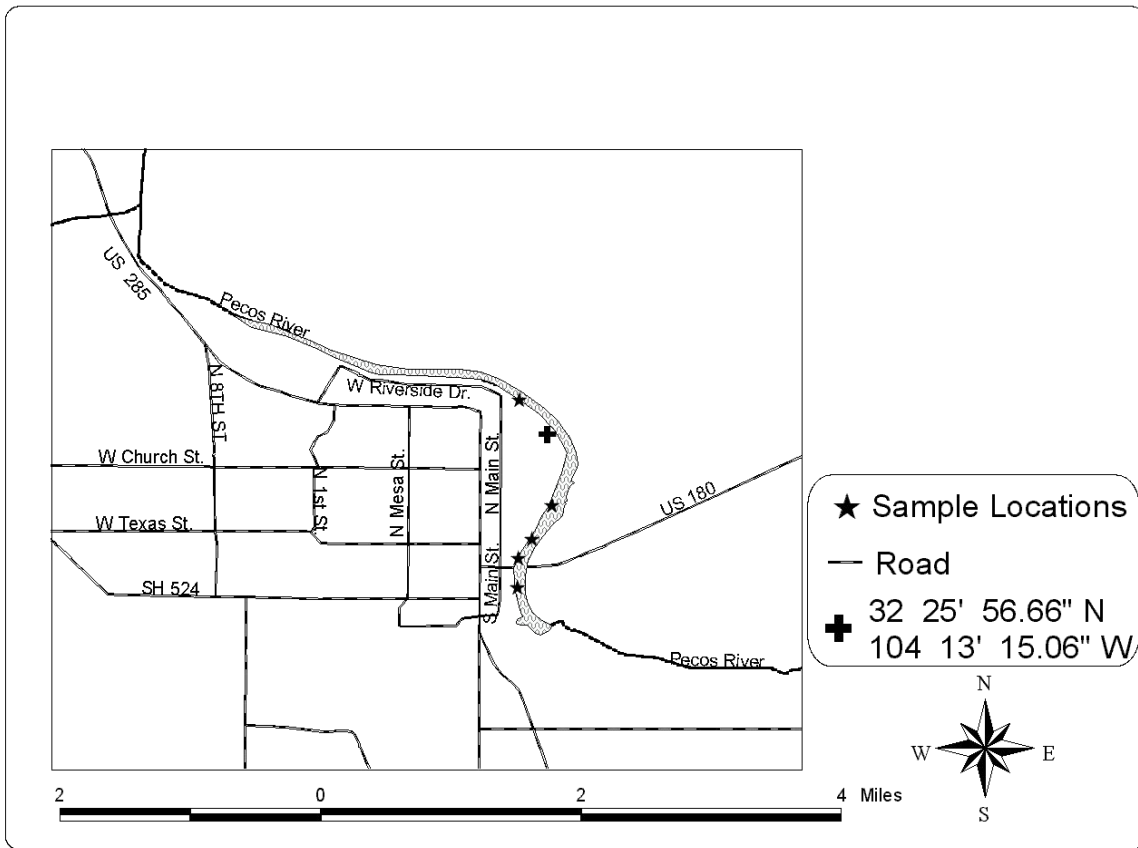 US 285
Pecos River
N 8TH ST
W Riverside Dr.
W Church St.
N 1st St.
N Mesa St.
N Main St.
US 180
W Texas St.
S Main St.
SH 524
Pecos River
Sample Locations
Road
32 25' 56.66" N
104 13' 15.06" W
N
W E
S
2 0 2 4 Miles